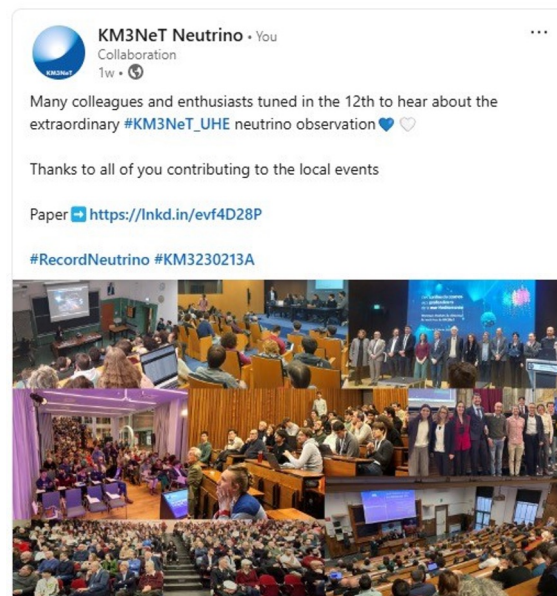 KM3NeT Neutrino • You
KM3NeT
Collaboration
1w •
Many colleagues and enthusiasts tuned in the 12th to hear about the
extraordinary #KM3NeT_UHE neutrino observation💙🤍
Thanks to all of you contributing to the local events
Paper➡️https://lnkd.in/evf4D28P
#RecordNeutrino #KM3230213A